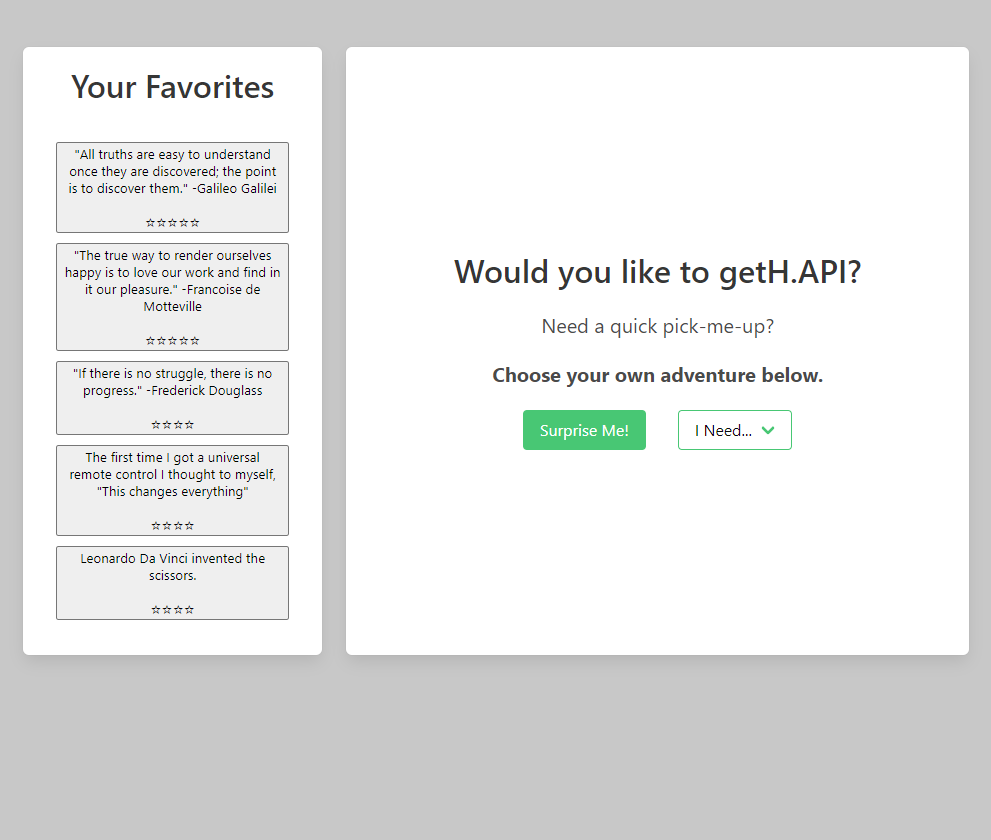 Your Favorites
"All truths are easy to understand
once they are discovered; the point
is to discover them." -Galileo Galilei
☆☆☆☆☆
"The true way to render ourselves
happy is to love our work and find in
it our pleasure." -Francoise de
Motteville
☆☆☆☆☆
"If there is no struggle, there is no
progress." -Frederick Douglass
☆☆☆☆
The first time I got a universal
remote control I thought to myself,
"This changes everything"
☆☆☆☆
Leonardo Da Vinci invented the
scissors.
☆☆☆☆
Would you like to getH.API?
Need a quick pick-me-up?
Choose your own adventure below.
Surprise Me!
I Need...